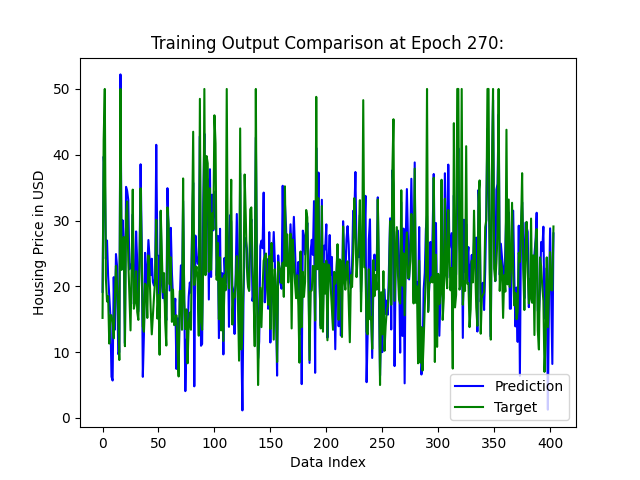 Training Output Comparison at Epoch 270:
Housing Price in USD
50
40
30
20
10
0
0 50 100 150 200 250 300 350 400
Data Index
Prediction
Target